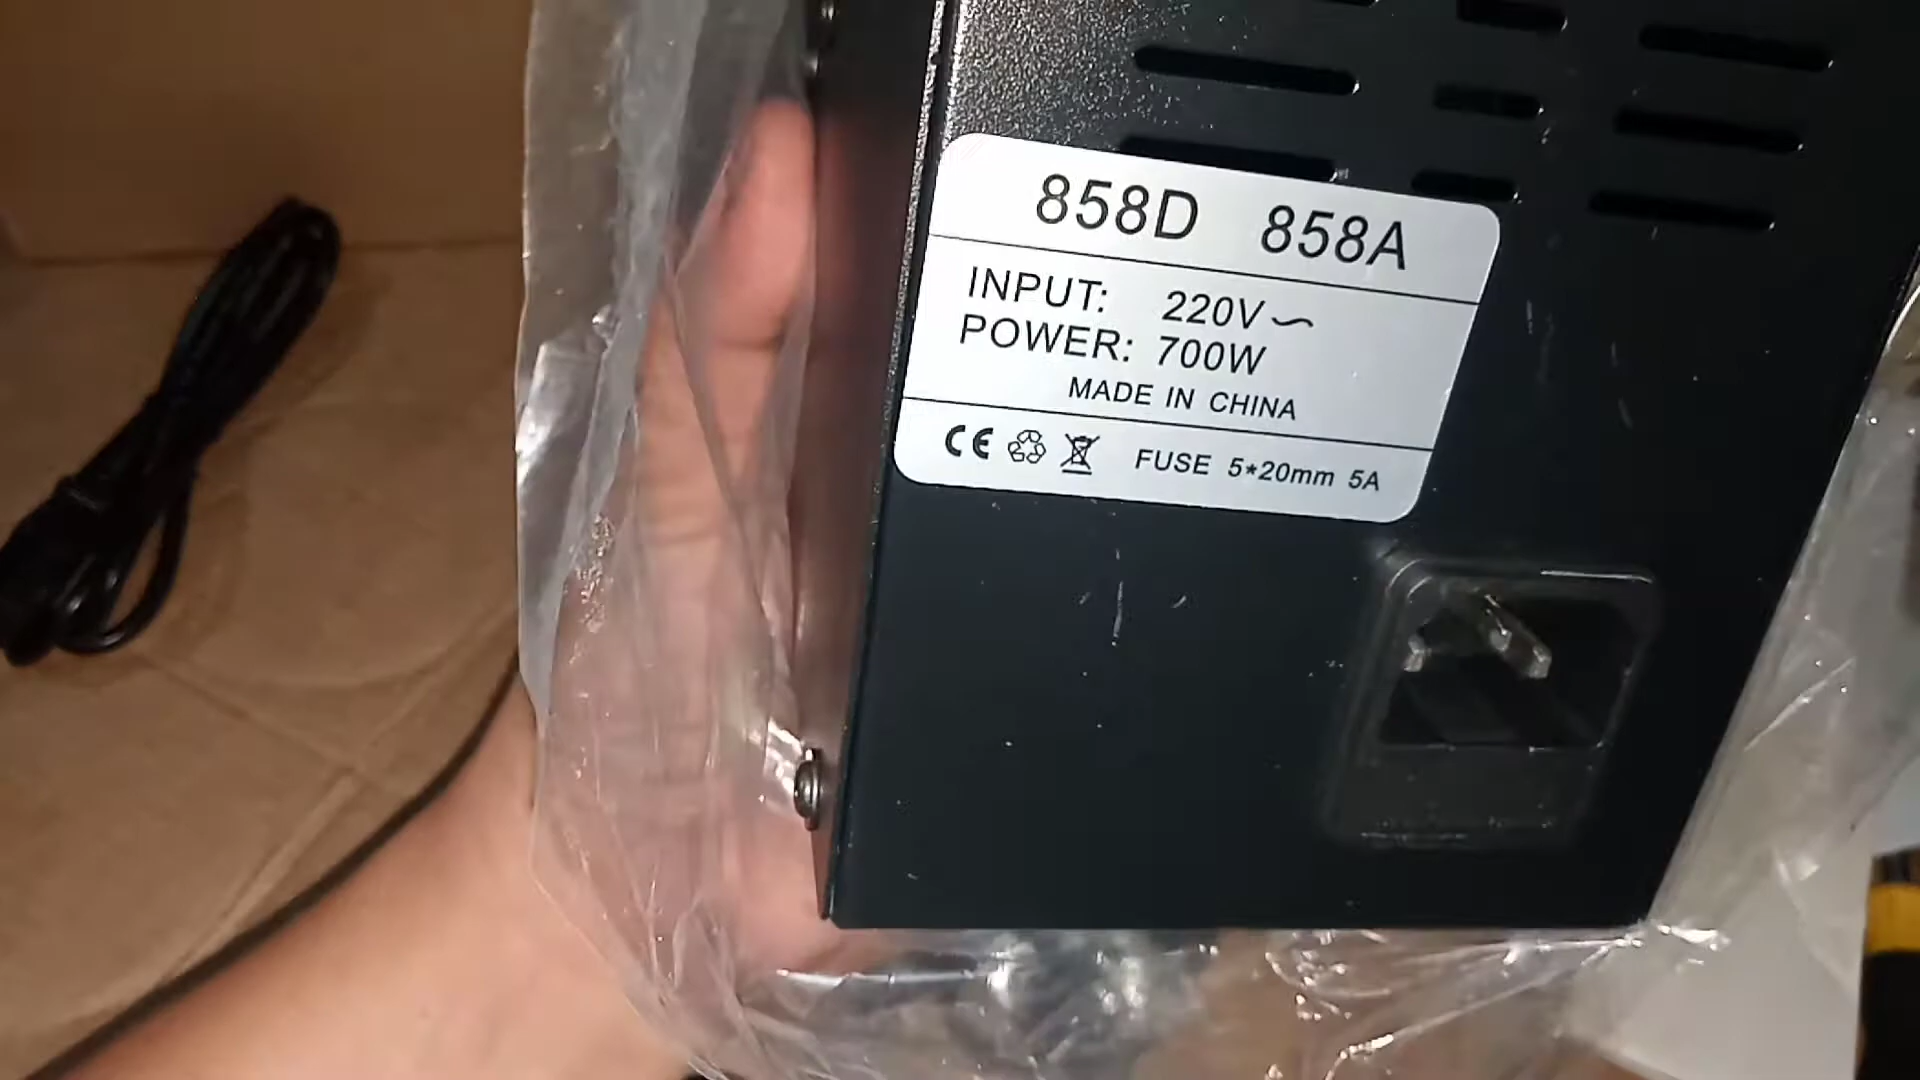 858D 858A
INPUT: 220V~
POWER: 700W
MADE IN CHINA
CE FUSE 5*20mm 5A